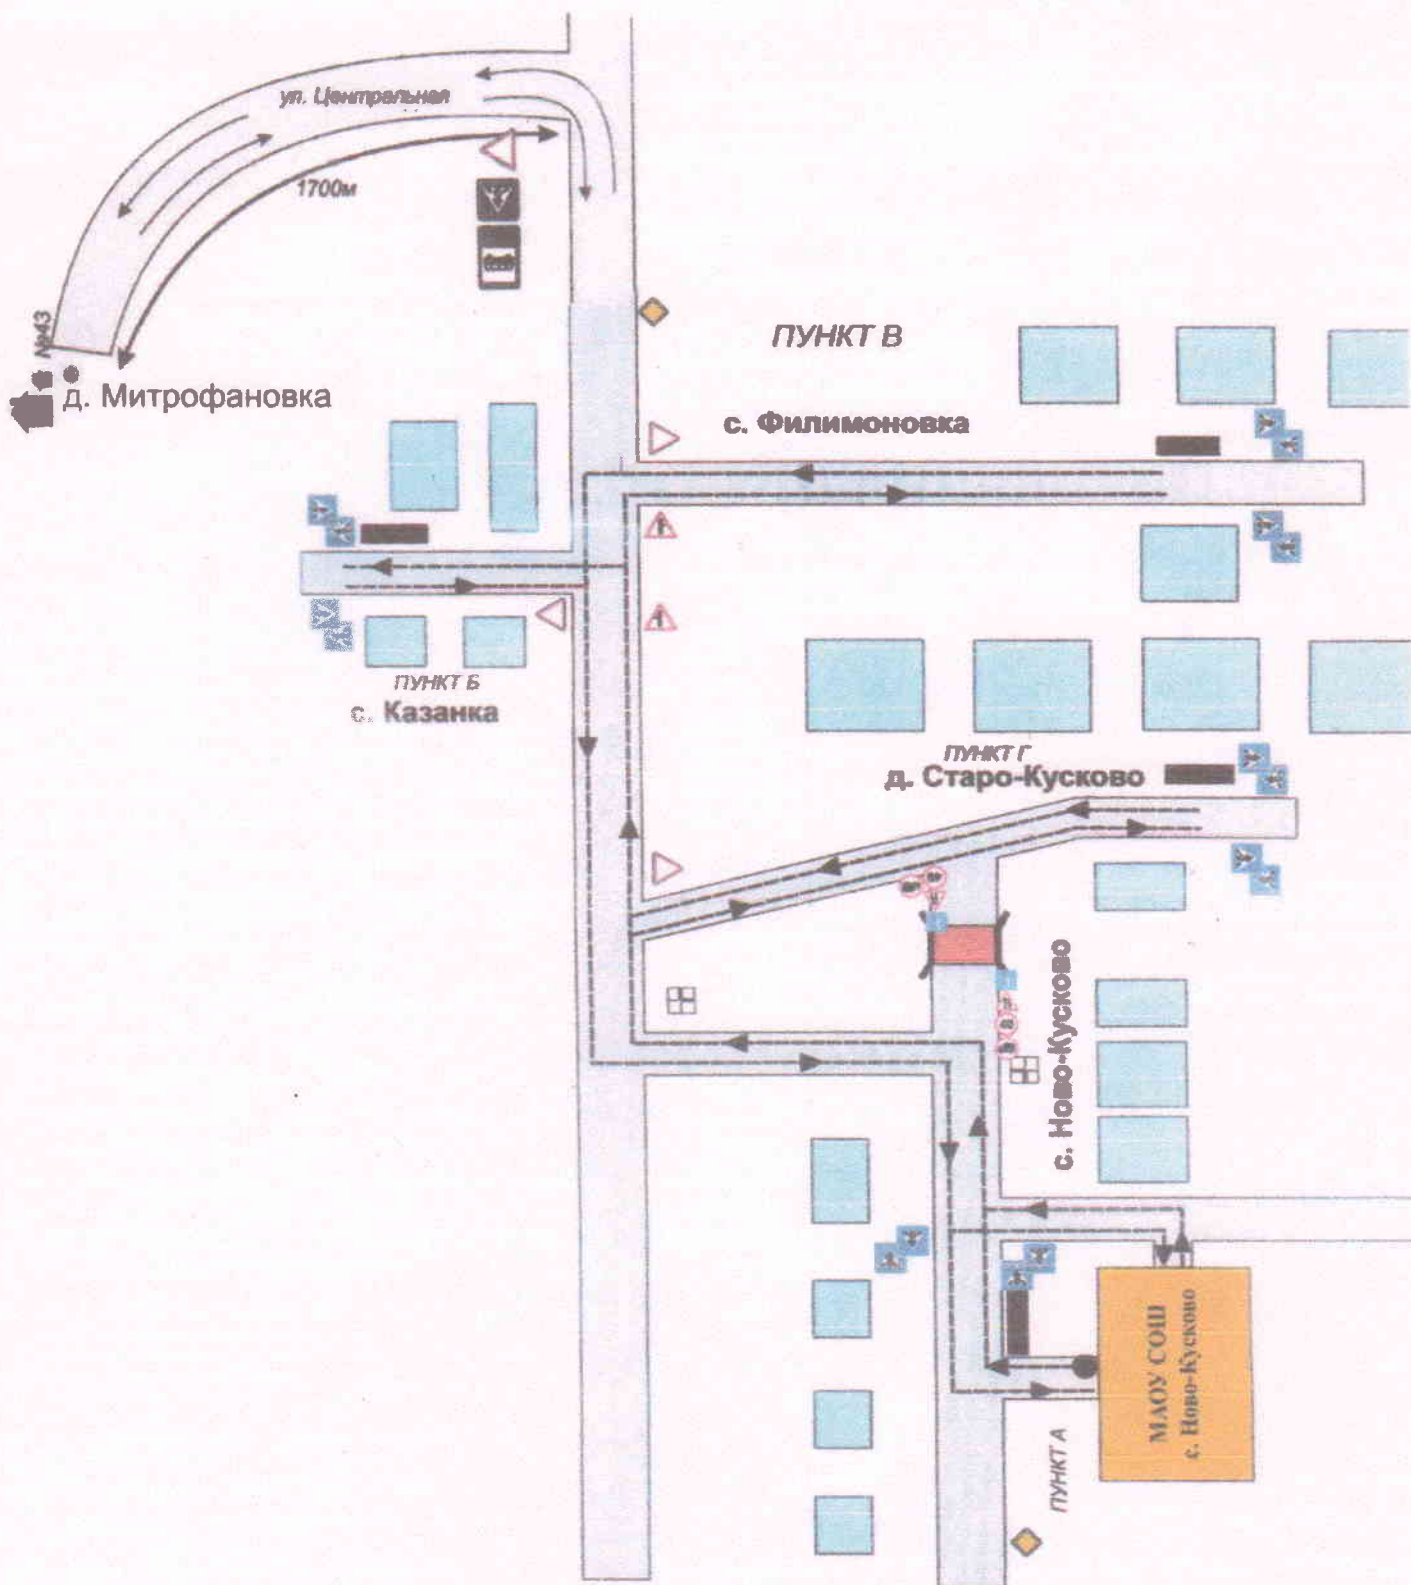 ул. Центральная
1700м
№43
д. Митрофановка
ПУНКТ В
с. Филимоновка
ПУНКТ Б
с. Казанка
ПУНКТ Г
д. Старо-Кусково
с. Ново-Кусково
МАОУ СОШ
с. Ново-Кусково
ПУНКТ А